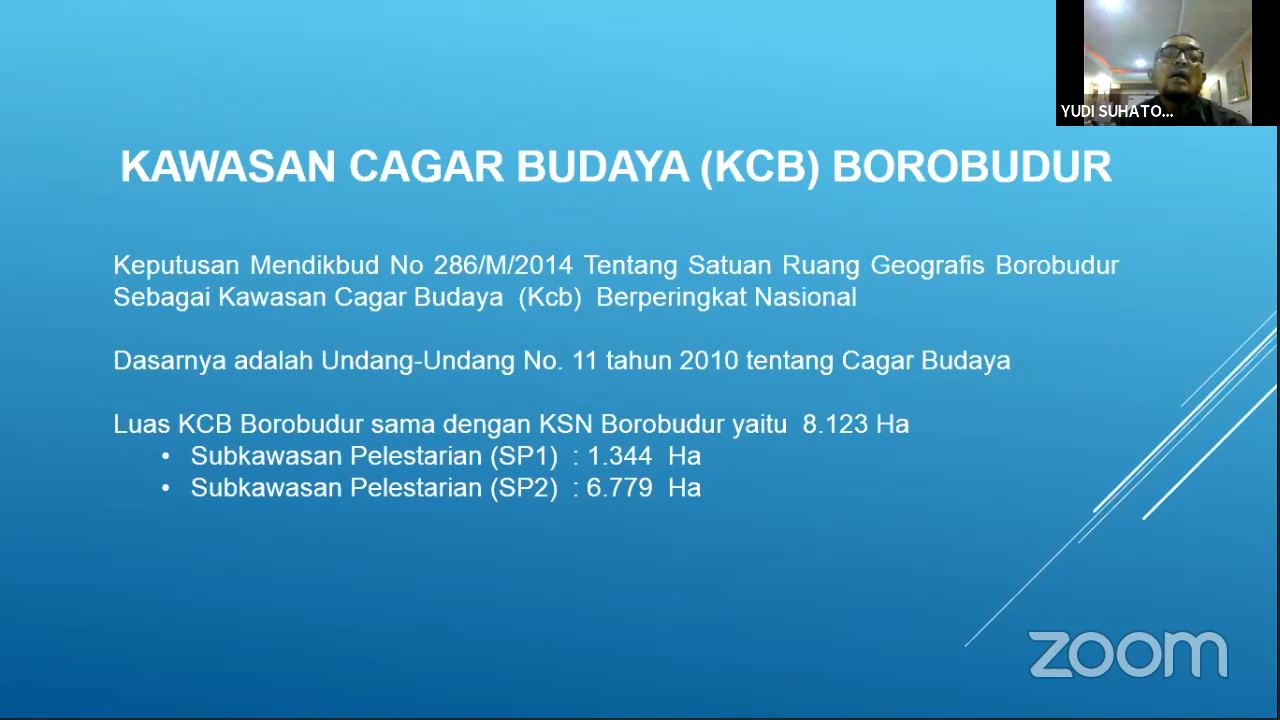 YUDI SUHATO...
KAWASAN CAGAR BUDAYA (KCB) BOROBUDUR
Keputusan Mendikbud No 286/M/2014 Tentang Satuan Ruang Geografis Borobudur
Sebagai Kawasan Cagar Budaya (Kcb) Berperingkat Nasional
Dasarnya adalah Undang-Undang No. 11 tahun 2010 tentang Cagar Budaya
Luas KCB Borobudur sama dengan KSN Borobudur yaitu 8.123 Ha
• Subkawasan Pelestarian (SP1) : 1.344 Ha
• Subkawasan Pelestarian (SP2) : 6.779 Ha
zoom